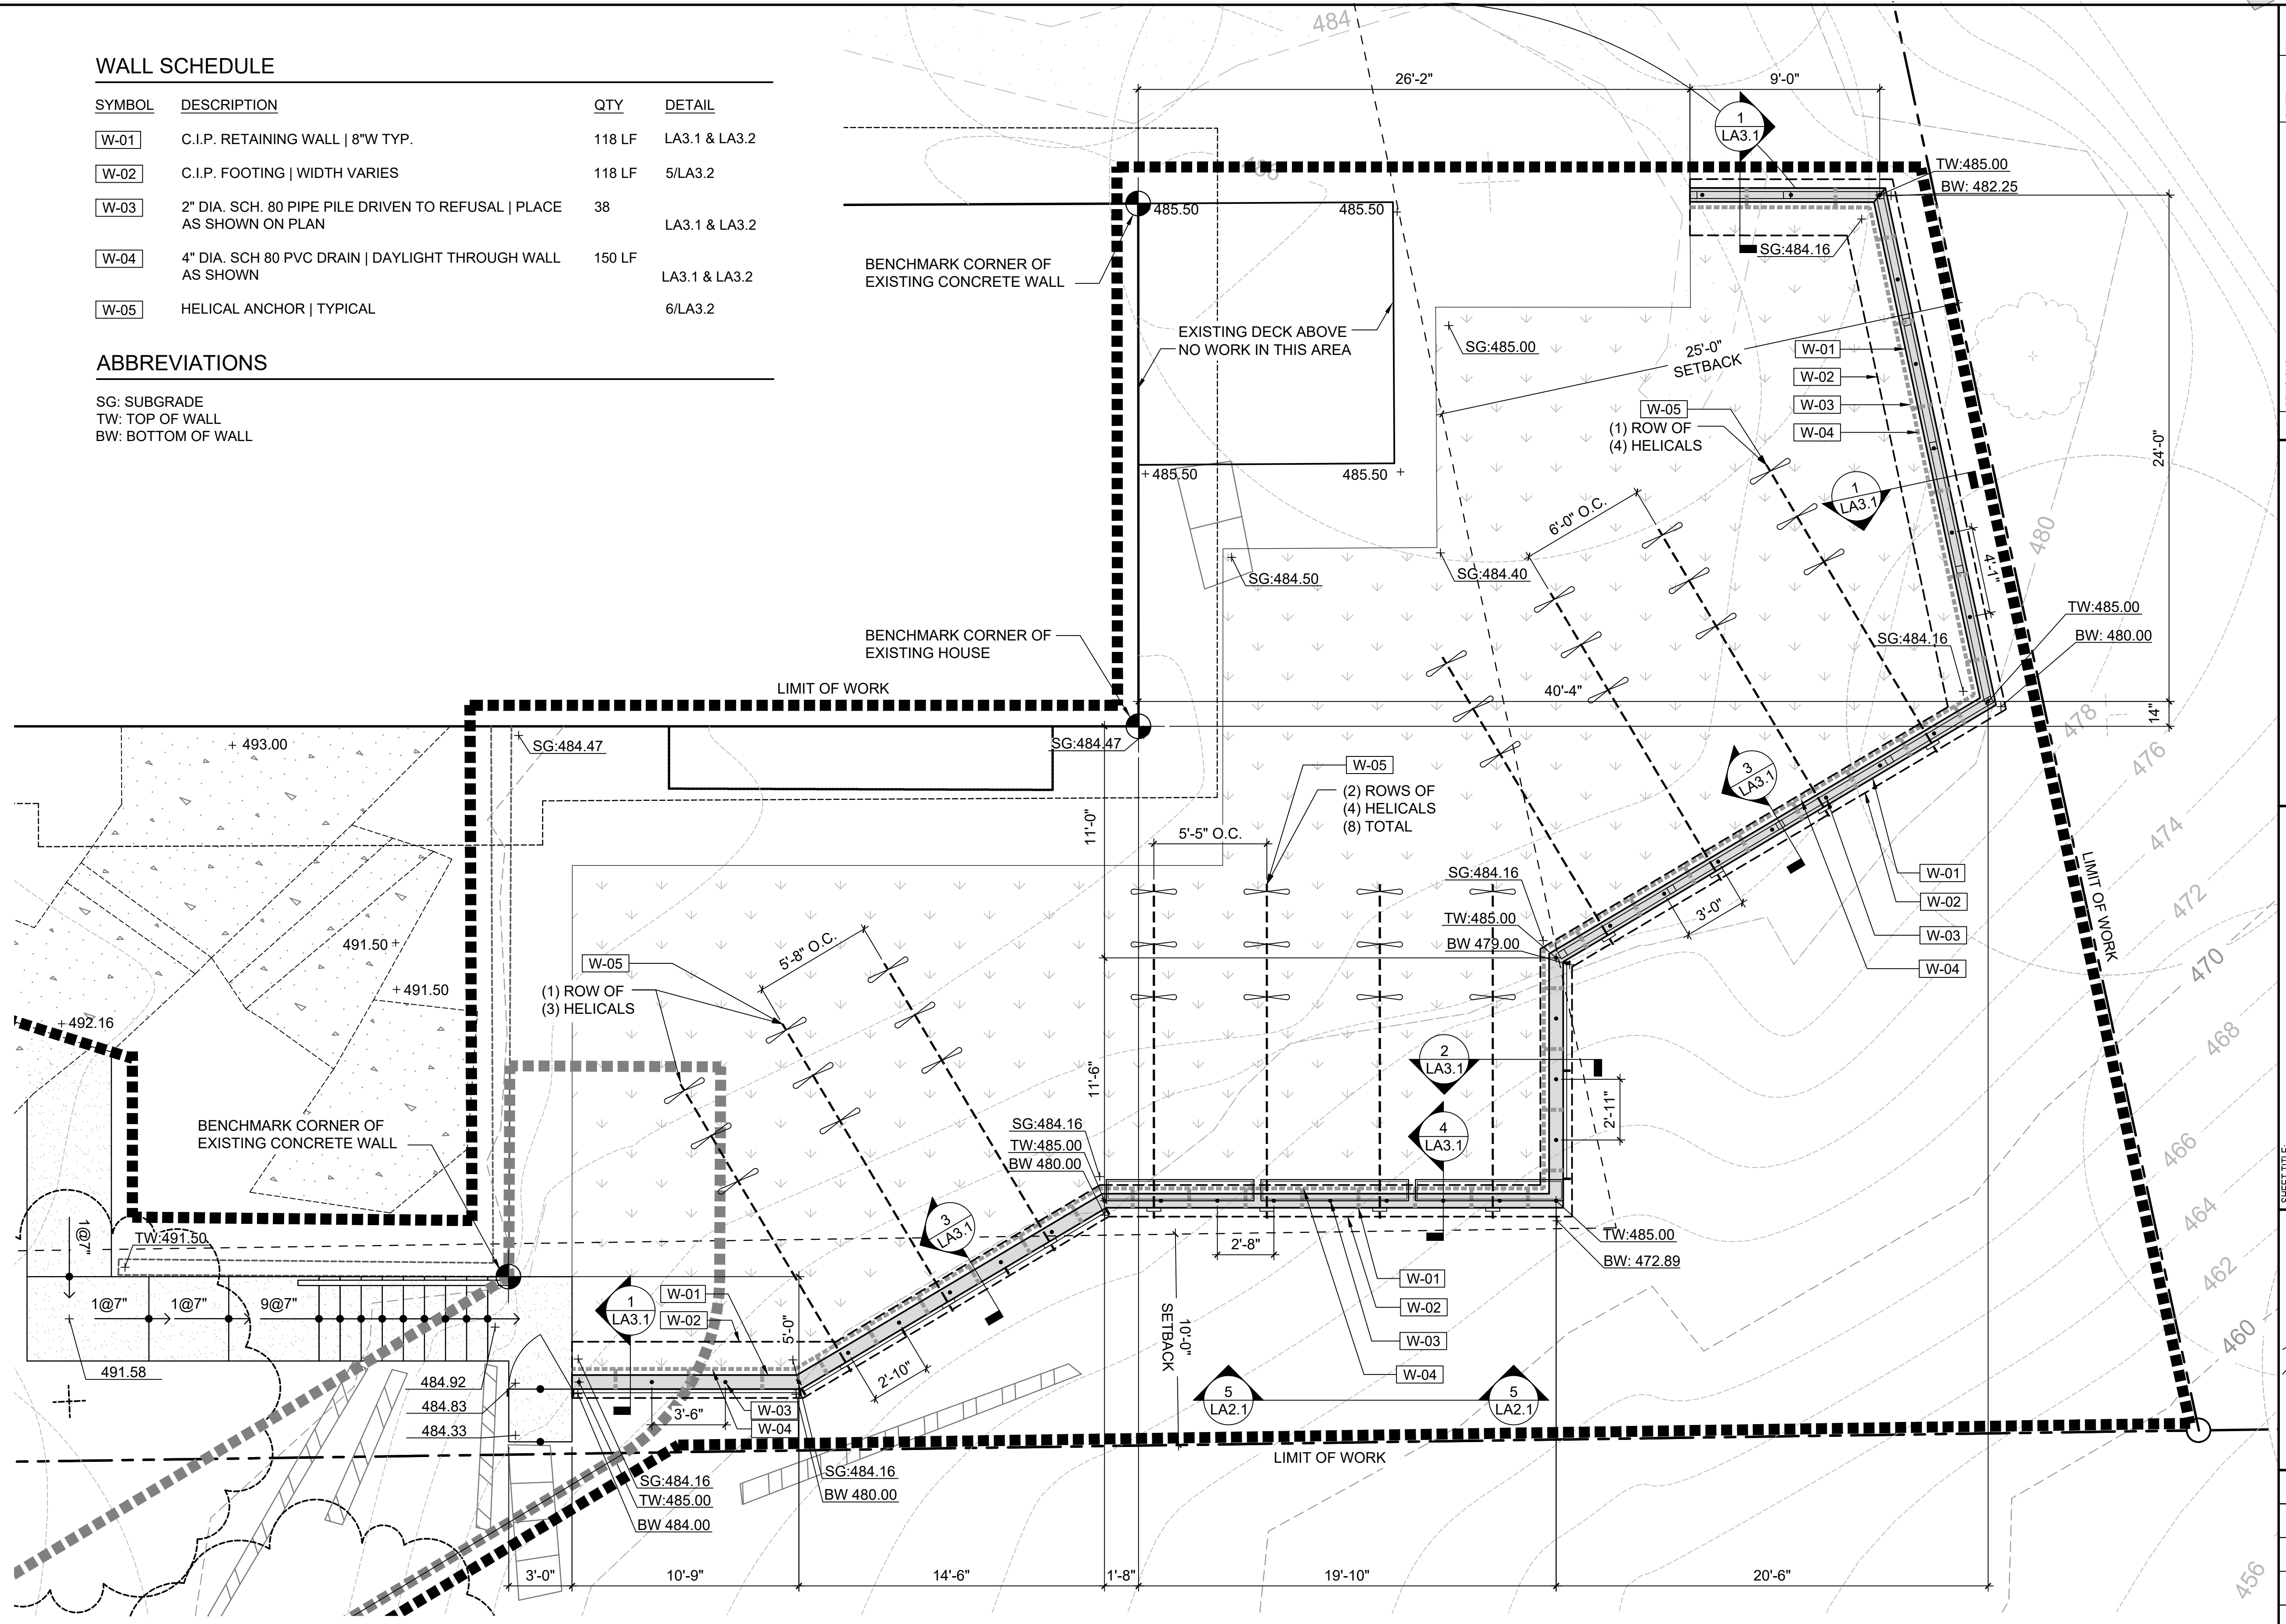 WALL SCHEDULE
SYMBOL DESCRIPTION QTY DETAIL
W-01 C.I.P. RETAINING WALL | 8"W TYP. 118 LF LA3.1 & LA3.2
W-02 C.I.P. FOOTING | WIDTH VARIES 118 LF 5/LA3.2
W-03 2" DIA. SCH. 80 PIPE PILE DRIVEN TO REFUSAL | PLACE 38
AS SHOWN ON PLAN LA3.1 & LA3.2
W-04 4" DIA. SCH 80 PVC DRAIN | DAYLIGHT THROUGH WALL 150 LF
AS SHOWN LA3.1 & LA3.2
W-05 HELICAL ANCHOR | TYPICAL 6/LA3.2
ABBREVIATIONS
SG: SUBGRADE
TW: TOP OF WALL
BW: BOTTOM OF WALL
484
26'-2"
9'-0"
1
LA3.1
TW:485.00
BW: 482.25
485.50
485.50
SG:484.16
BENCHMARK CORNER OF
EXISTING CONCRETE WALL
EXISTING DECK ABOVE
NO WORK IN THIS AREA
SG:485.00
25'-0"
SETBACK
W-01
W-02
W-03
W-04
W-05
(1) ROW OF
(4) HELICALS
24'-0"
485.50
485.50
1
LA3.1
6'-0" O.C.
480
4'-1"
SG:484.50
SG:484.40
TW:485.00
BW: 480.00
SG:484.16
BENCHMARK CORNER OF
EXISTING HOUSE
LIMIT OF WORK
40'-4"
14"
478
476
474
472
470
468
466
464
462
460
456
493.00
SG:484.47
SG:484.47
W-05
(2) ROWS OF
(4) HELICALS
(8) TOTAL
3
LA3.1
11'-0"
5'-5" O.C.
LIMIT OF WORK
SG:484.16
TW:485.00
BW 479.00
3'-0"
W-01
W-02
W-03
W-04
491.50
491.50
492.16
5'-8" O.C.
W-05
(1) ROW OF
(3) HELICALS
11'-6"
2
LA3.1
4
LA3.1
2'-11"
BENCHMARK CORNER OF
EXISTING CONCRETE WALL
SG:484.16
TW:485.00
BW 480.00
SHEET TITLE:
1@7"
TW:491.50
3
LA3.1
2'-8"
TW:485.00
BW: 472.89
1@7"
1@7"
9@7"
1
LA3.1
W-01
W-02
5'-0"
10'-0"
SETBACK
W-01
W-02
W-03
W-04
491.58
484.92
484.83
484.33
2'-10"
3'-6"
W-03
W-04
5
LA2.1
5
LA2.1
LIMIT OF WORK
SG:484.16
TW:485.00
BW 484.00
SG:484.16
BW 480.00
3'-0"
10'-9"
14'-6"
1'-8"
19'-10"
20'-6"